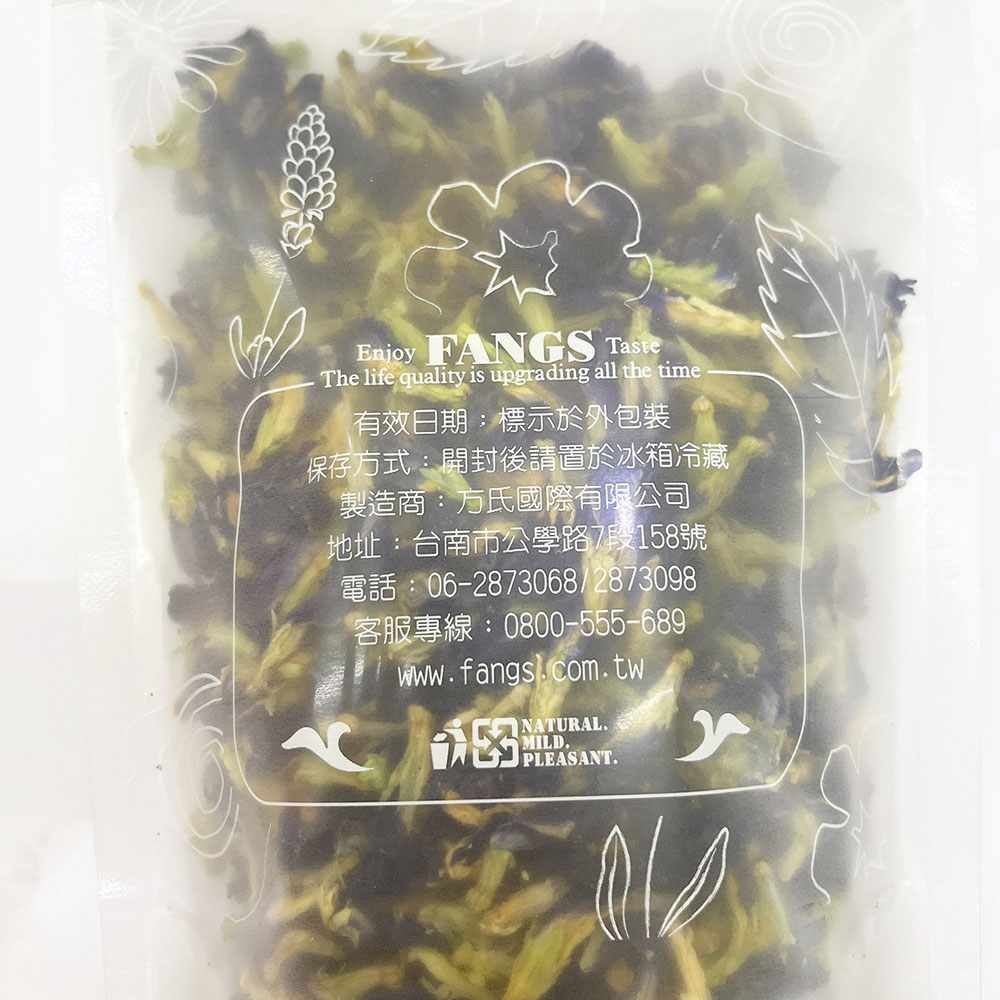 Enjoy FANGS Taste
The life quality is upgrading all the time
有效日期：標示於外包裝
保存方式：開封後請置於冰箱冷藏
製造商：方氏國際有限公司
地址：台南市公學路7段158號
電話：06-2873068/2873098
客服專線：0800-555-689
www.fangs.com.tw
NATURAL.
MILD.
PLEASANT.